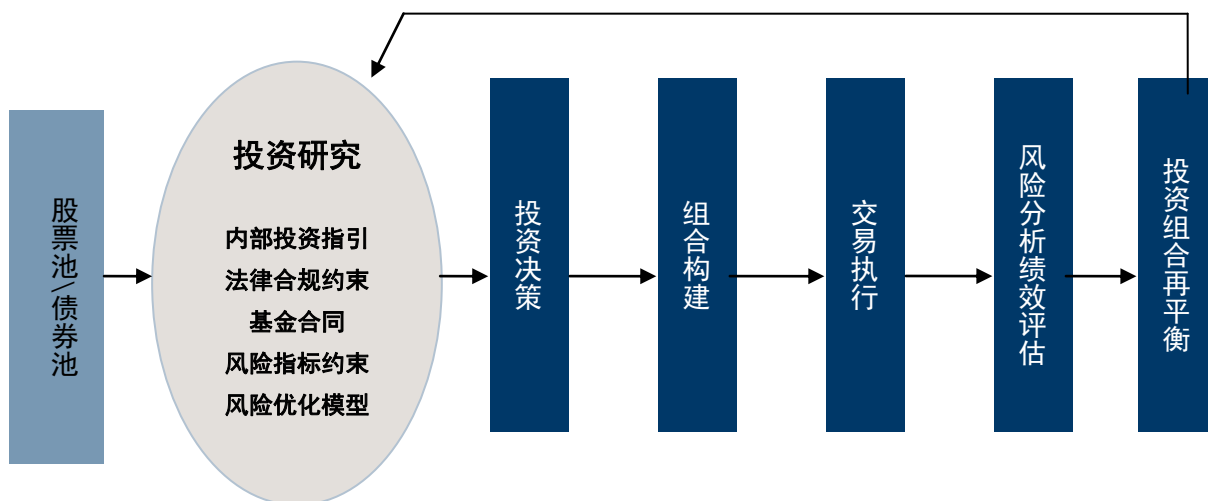 股票池/债券池
投资研究
内部投资指引
法律合规约束
基金合同
风险指标约束
风险优化模型
投资决策
组合构建
交易执行
风险分析绩效评估
投资组合再平衡